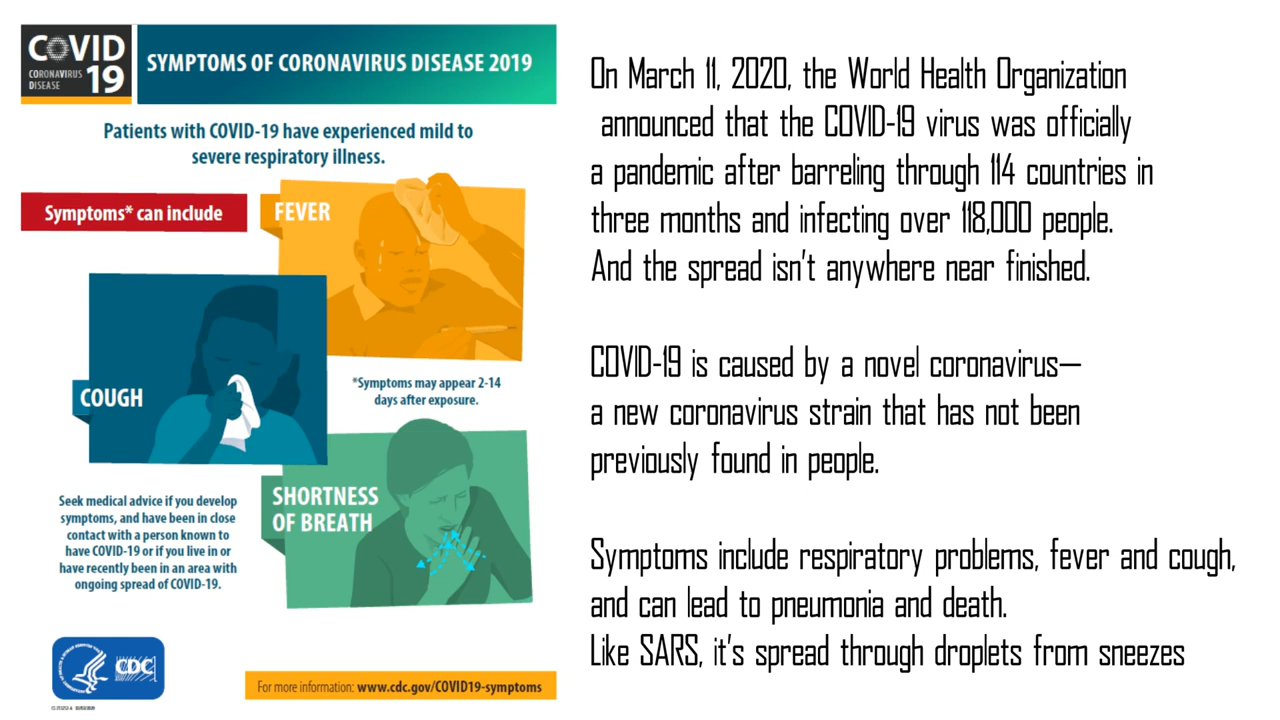 COVID
CORONAVIRUS
DISEASE
19
SYMPTOMS OF CORONAVIRUS DISEASE 2019
Patients with COVID-19 have experienced mild to
severe respiratory illness.
Symptoms* can include
FEVER
COUGH
*Symptoms may appear 2-14
days after exposure.
SHORTNESS
OF BREATH
Seek medical advice if you develop
symptoms, and have been in close
contact with a person known to
have COVID-19 or if you live in or
have recently been in an area with
ongoing spread of COVID-19.
CDC
For more information: www.cdc.gov/COVID19-symptoms
On March 11, 2020, the World Health Organization
announced that the COVID-19 virus was officially
a pandemic after barreling through 114 countries in
three months and infecting over 118,000 people.
And the spread isn't anywhere near finished.
COVID-19 is caused by a novel coronavirus—
a new coronavirus strain that has not been
previously found in people.
Symptoms include respiratory problems, fever and cough,
and can lead to pneumonia and death.
Like SARS, it's spread through droplets from sneezes